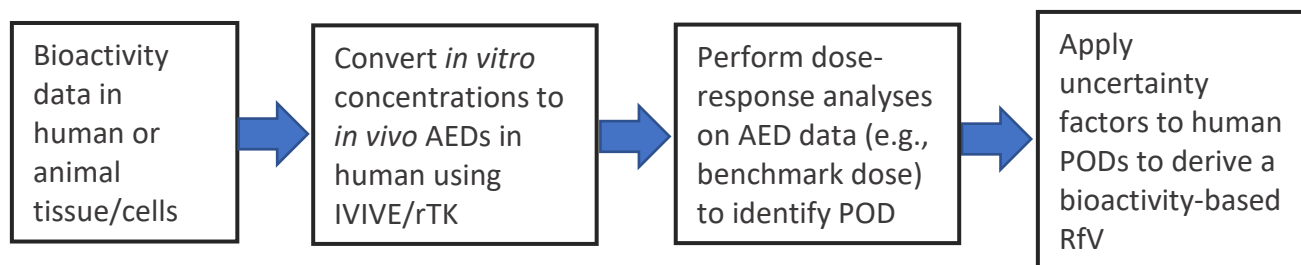 Bioactivity
data in
human or
animal
tissue/cells
Convert in vitro
concentrations to
in vivo AEDs in
human using
IVIVE/rTK
Perform dose-
response analyses
on AED data (e.g.,
benchmark dose)
to identify POD
Apply
uncertainty
factors to human
PODs to derive a
bioactivity-based
RfV